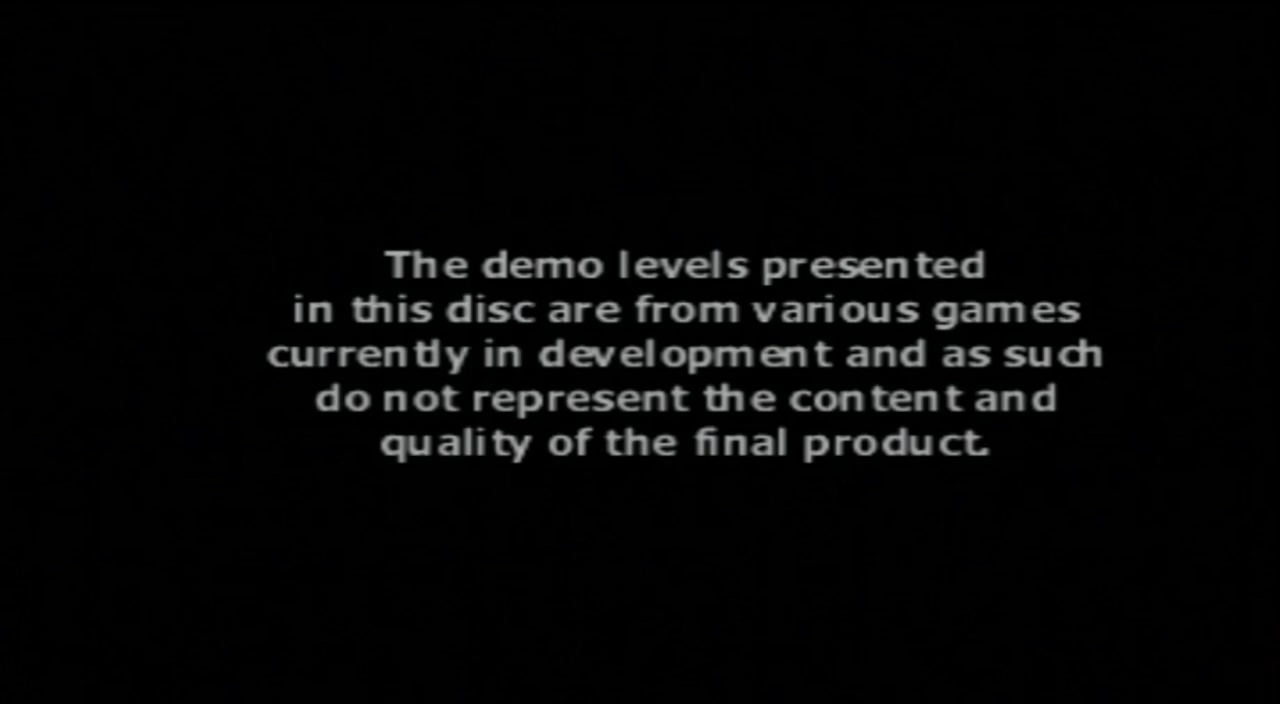 The demo levels presented
in this disc are from various games
currently in development and as such
do not represent the content and
quality of the final product.